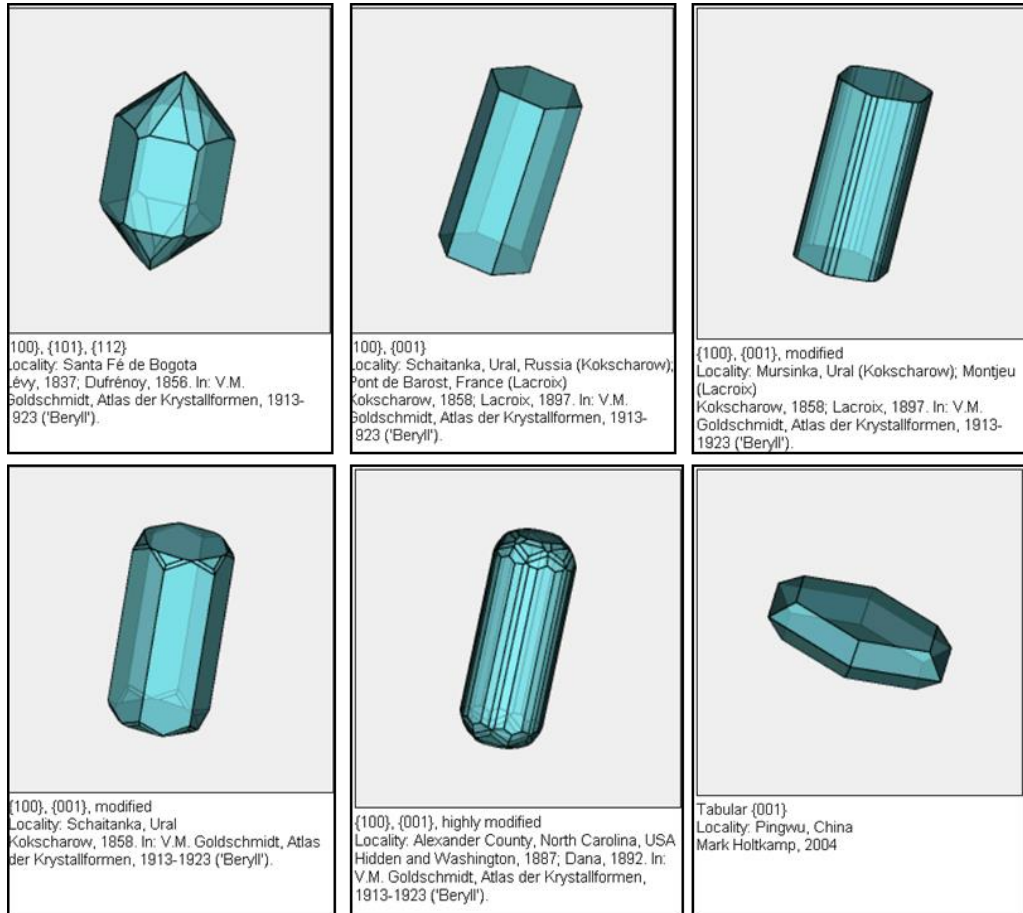 {100}, {101}, {112}
Locality: Santa Fé de Bogota
Lévy, 1837; Dufrénoy, 1856. In: V.M.
Goldschmidt, Atlas der Krystallformen, 1913-
1923 ('Beryll').
{100}, {001}
Locality: Schaitanka, Ural, Russia (Kokscharow);
Pont de Barost, France (Lacroix)
Kokscharow, 1858; Lacroix, 1897. In: V.M.
Goldschmidt, Atlas der Krystallformen, 1913-
1923 ('Beryll').
{100}, {001}, modified
Locality: Mursinka, Ural (Kokscharow); Montjeu
(Lacroix)
Kokscharow, 1858; Lacroix, 1897. In: V.M.
Goldschmidt, Atlas der Krystallformen, 1913-
1923 ('Beryll').
{100}, {001}, modified
Locality: Schaitanka, Ural
Kokscharow, 1858. In: V.M. Goldschmidt, Atlas
der Krystallformen, 1913-1923 ('Beryll').
{100}, {001}, highly modified
Locality: Alexander County, North Carolina, USA
Hidden and Washington, 1887; Dana, 1892. In:
V.M. Goldschmidt, Atlas der Krystallformen,
1913-1923 ('Beryll').
Tabular {001}
Locality: Pingwu, China
Mark Holtkamp, 2004